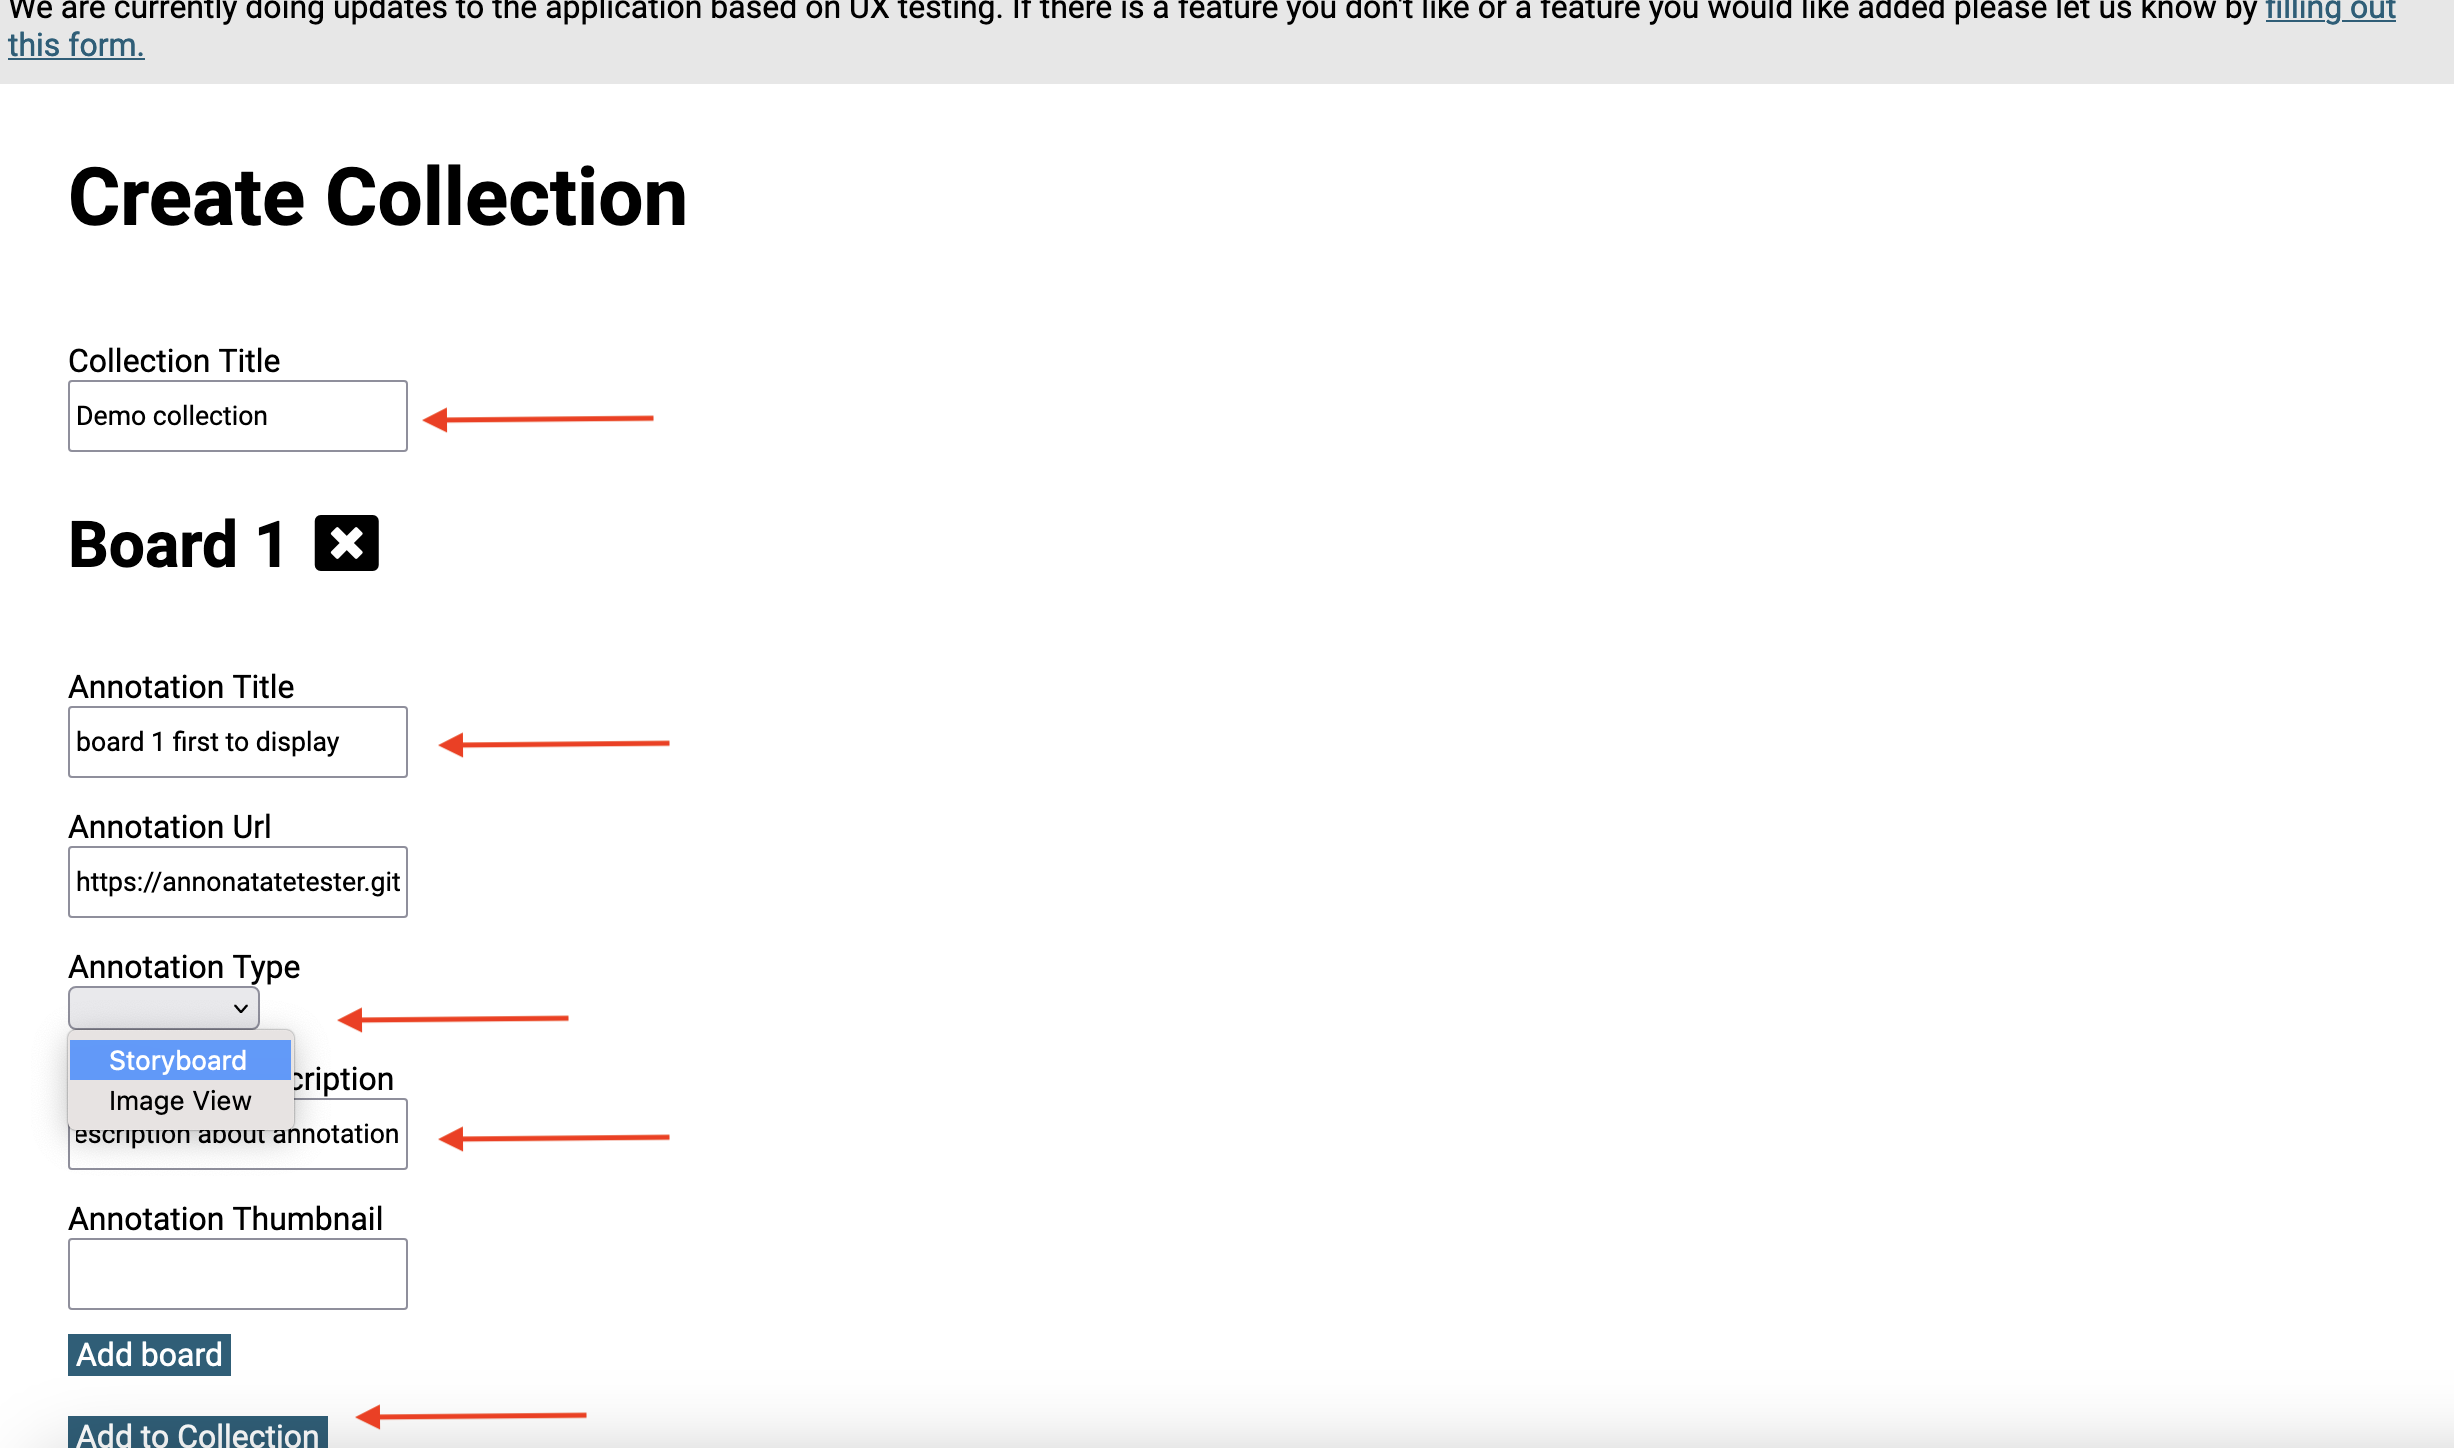 We are currently doing updates to the application based on UX testing. If there is a feature you don't like or a feature you would like added please let us know by filling out
this form.
Create Collection
Collection Title
Demo collection
Board 1
Annotation Title
board 1 first to display
Annotation Url
https://annonatatetester.git
Annotation Type
Storyboard
cription
Image View
escription about annotation
Annotation Thumbnail
Add board
Add to Collection